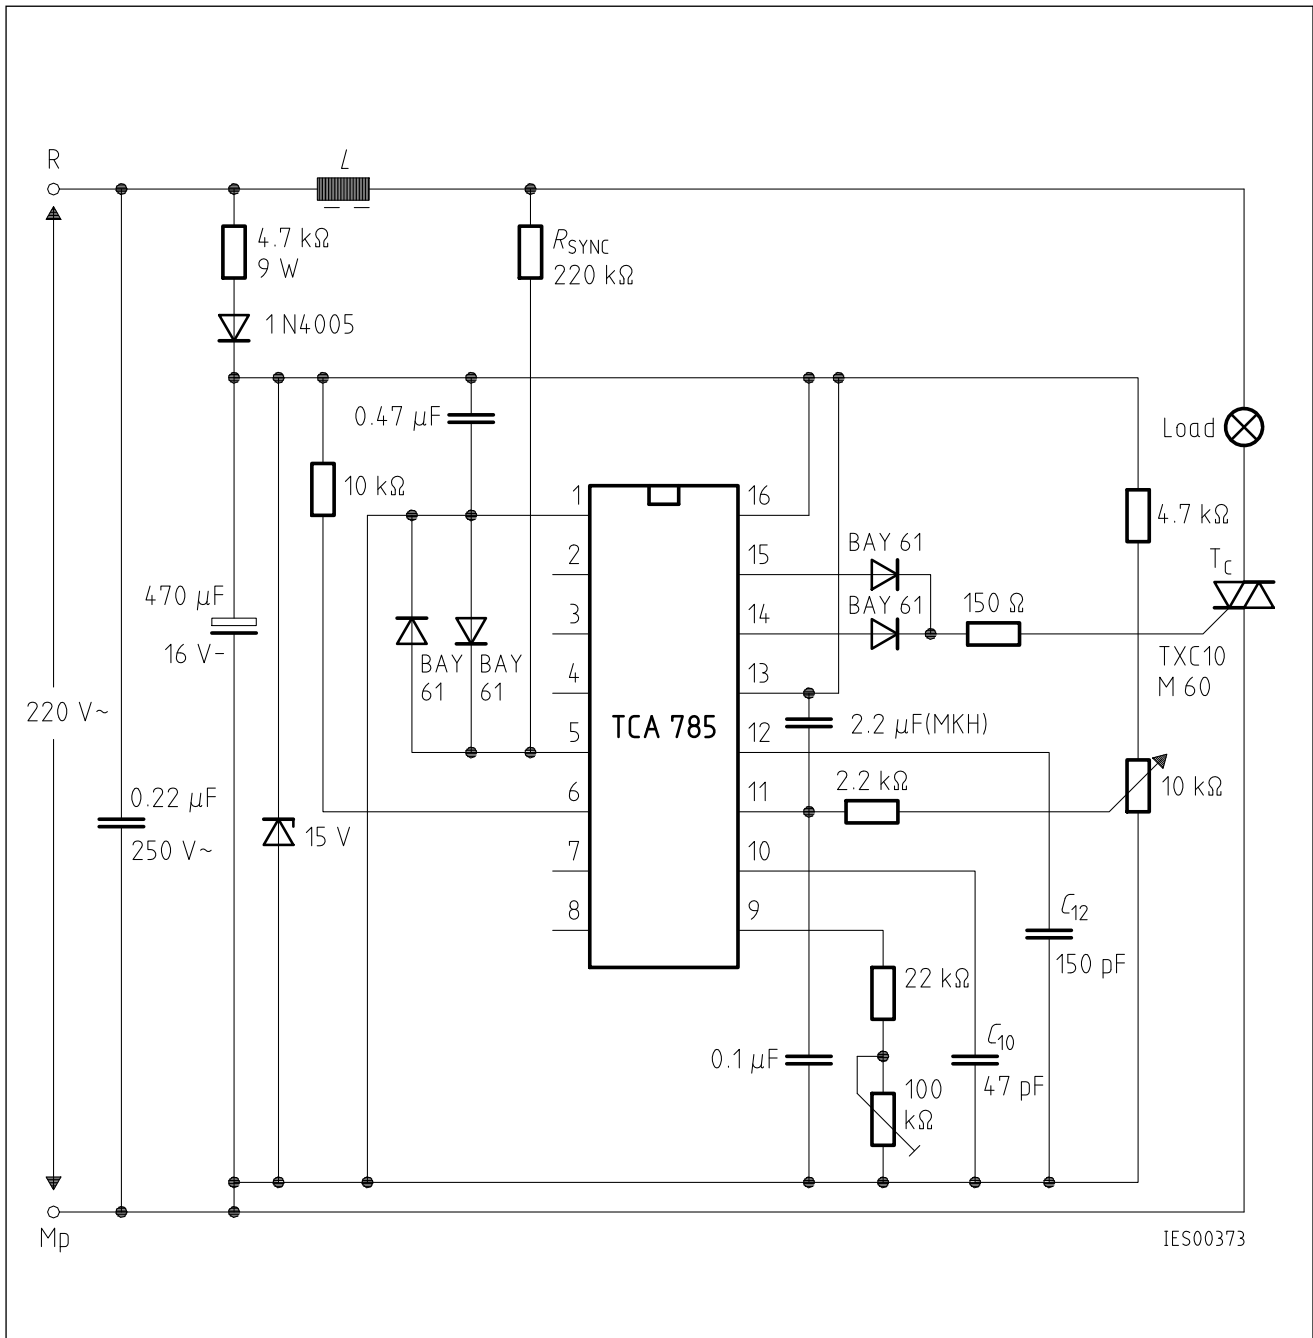 R
L
4.7 kΩ
9 W
R SYNC
220 kΩ
1 N4005
0.47 µF
Load
10 kΩ
1
16
4.7 kΩ
BAY 61
2
15
T C
470 µF
16 V-
BAY 61
150 Ω
3
14
BAY
61
BAY
61
TXC10
M 60
4
13
220 V~
TCA 785
2.2 µF(MKH)
5
12
2.2 kΩ
10 kΩ
6
11
0.22 µF
250 V~
15 V
7
10
8
9
C12
150 pF
22 kΩ
C10
47 pF
0.1 µF
100
kΩ
Mp
IES00373